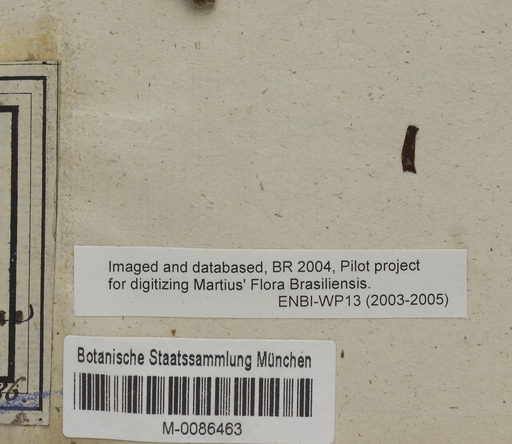 Imaged and databased, BR 2004, Pilot project
for digitizing Martius' Flora Brasiliensis.
ENBI-WP13 (2003-2005)
Botanische Staatssammlung München
M-0086463